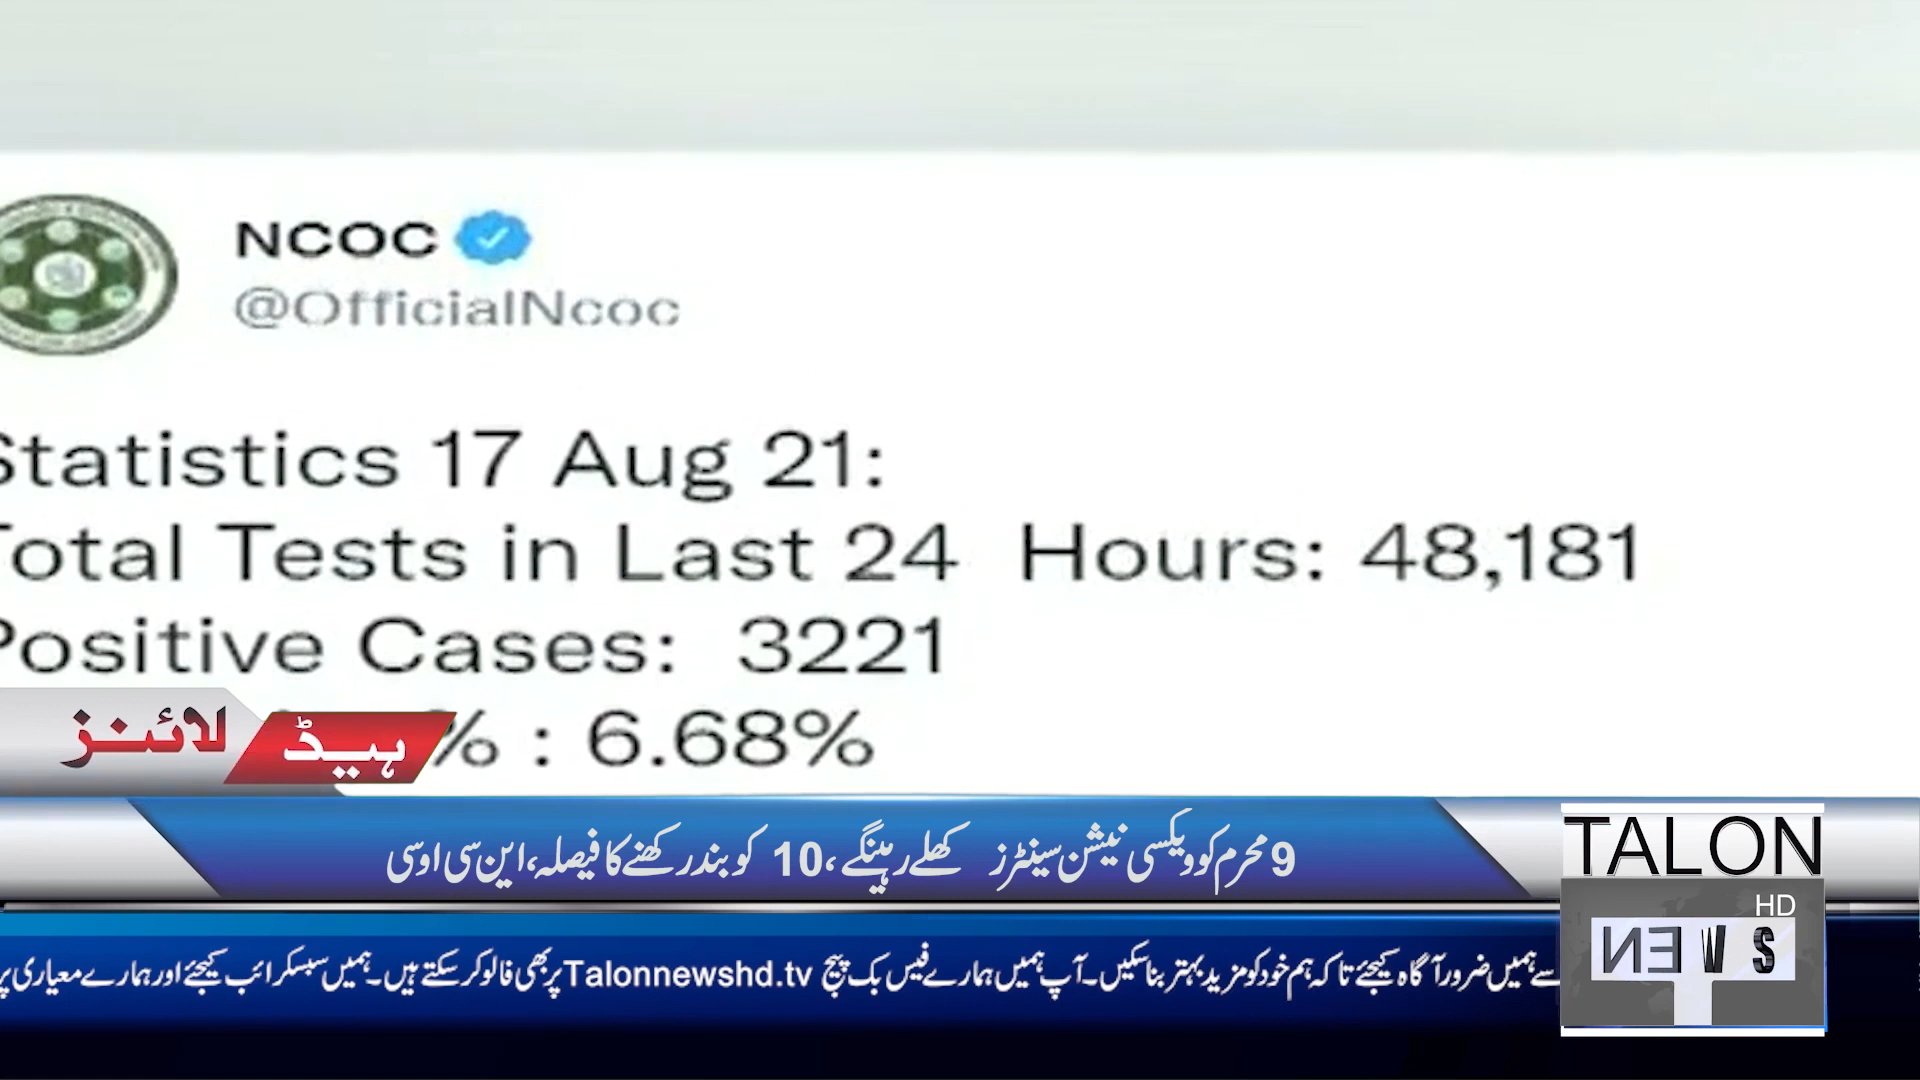 NCOC
@OfficialNcoc
Statistics 17 Aug 21:
Total Tests in Last 24 Hours: 48,181
Positive Cases: 3221
% : 6.68%
ہیڈ لائنز
9 محرم کو ویکسی نیشن سینٹرز کھلے رہینگے، 10 کو بند رکھنے کا فیصلہ، این سی او سی
سے ہمیں ضرور آگاہ کیجئے تاکہ ہم خود کو مزید بہتر بنا سکیں۔ آپ ہمیں ہمارے فیس بک پیج Talonnewshd.tv پر بھی فالو کر سکتے ہیں۔ ہمیں سبسکرائب کیجئے اور ہمارے معیاری پر
TALON
HD
NEWS